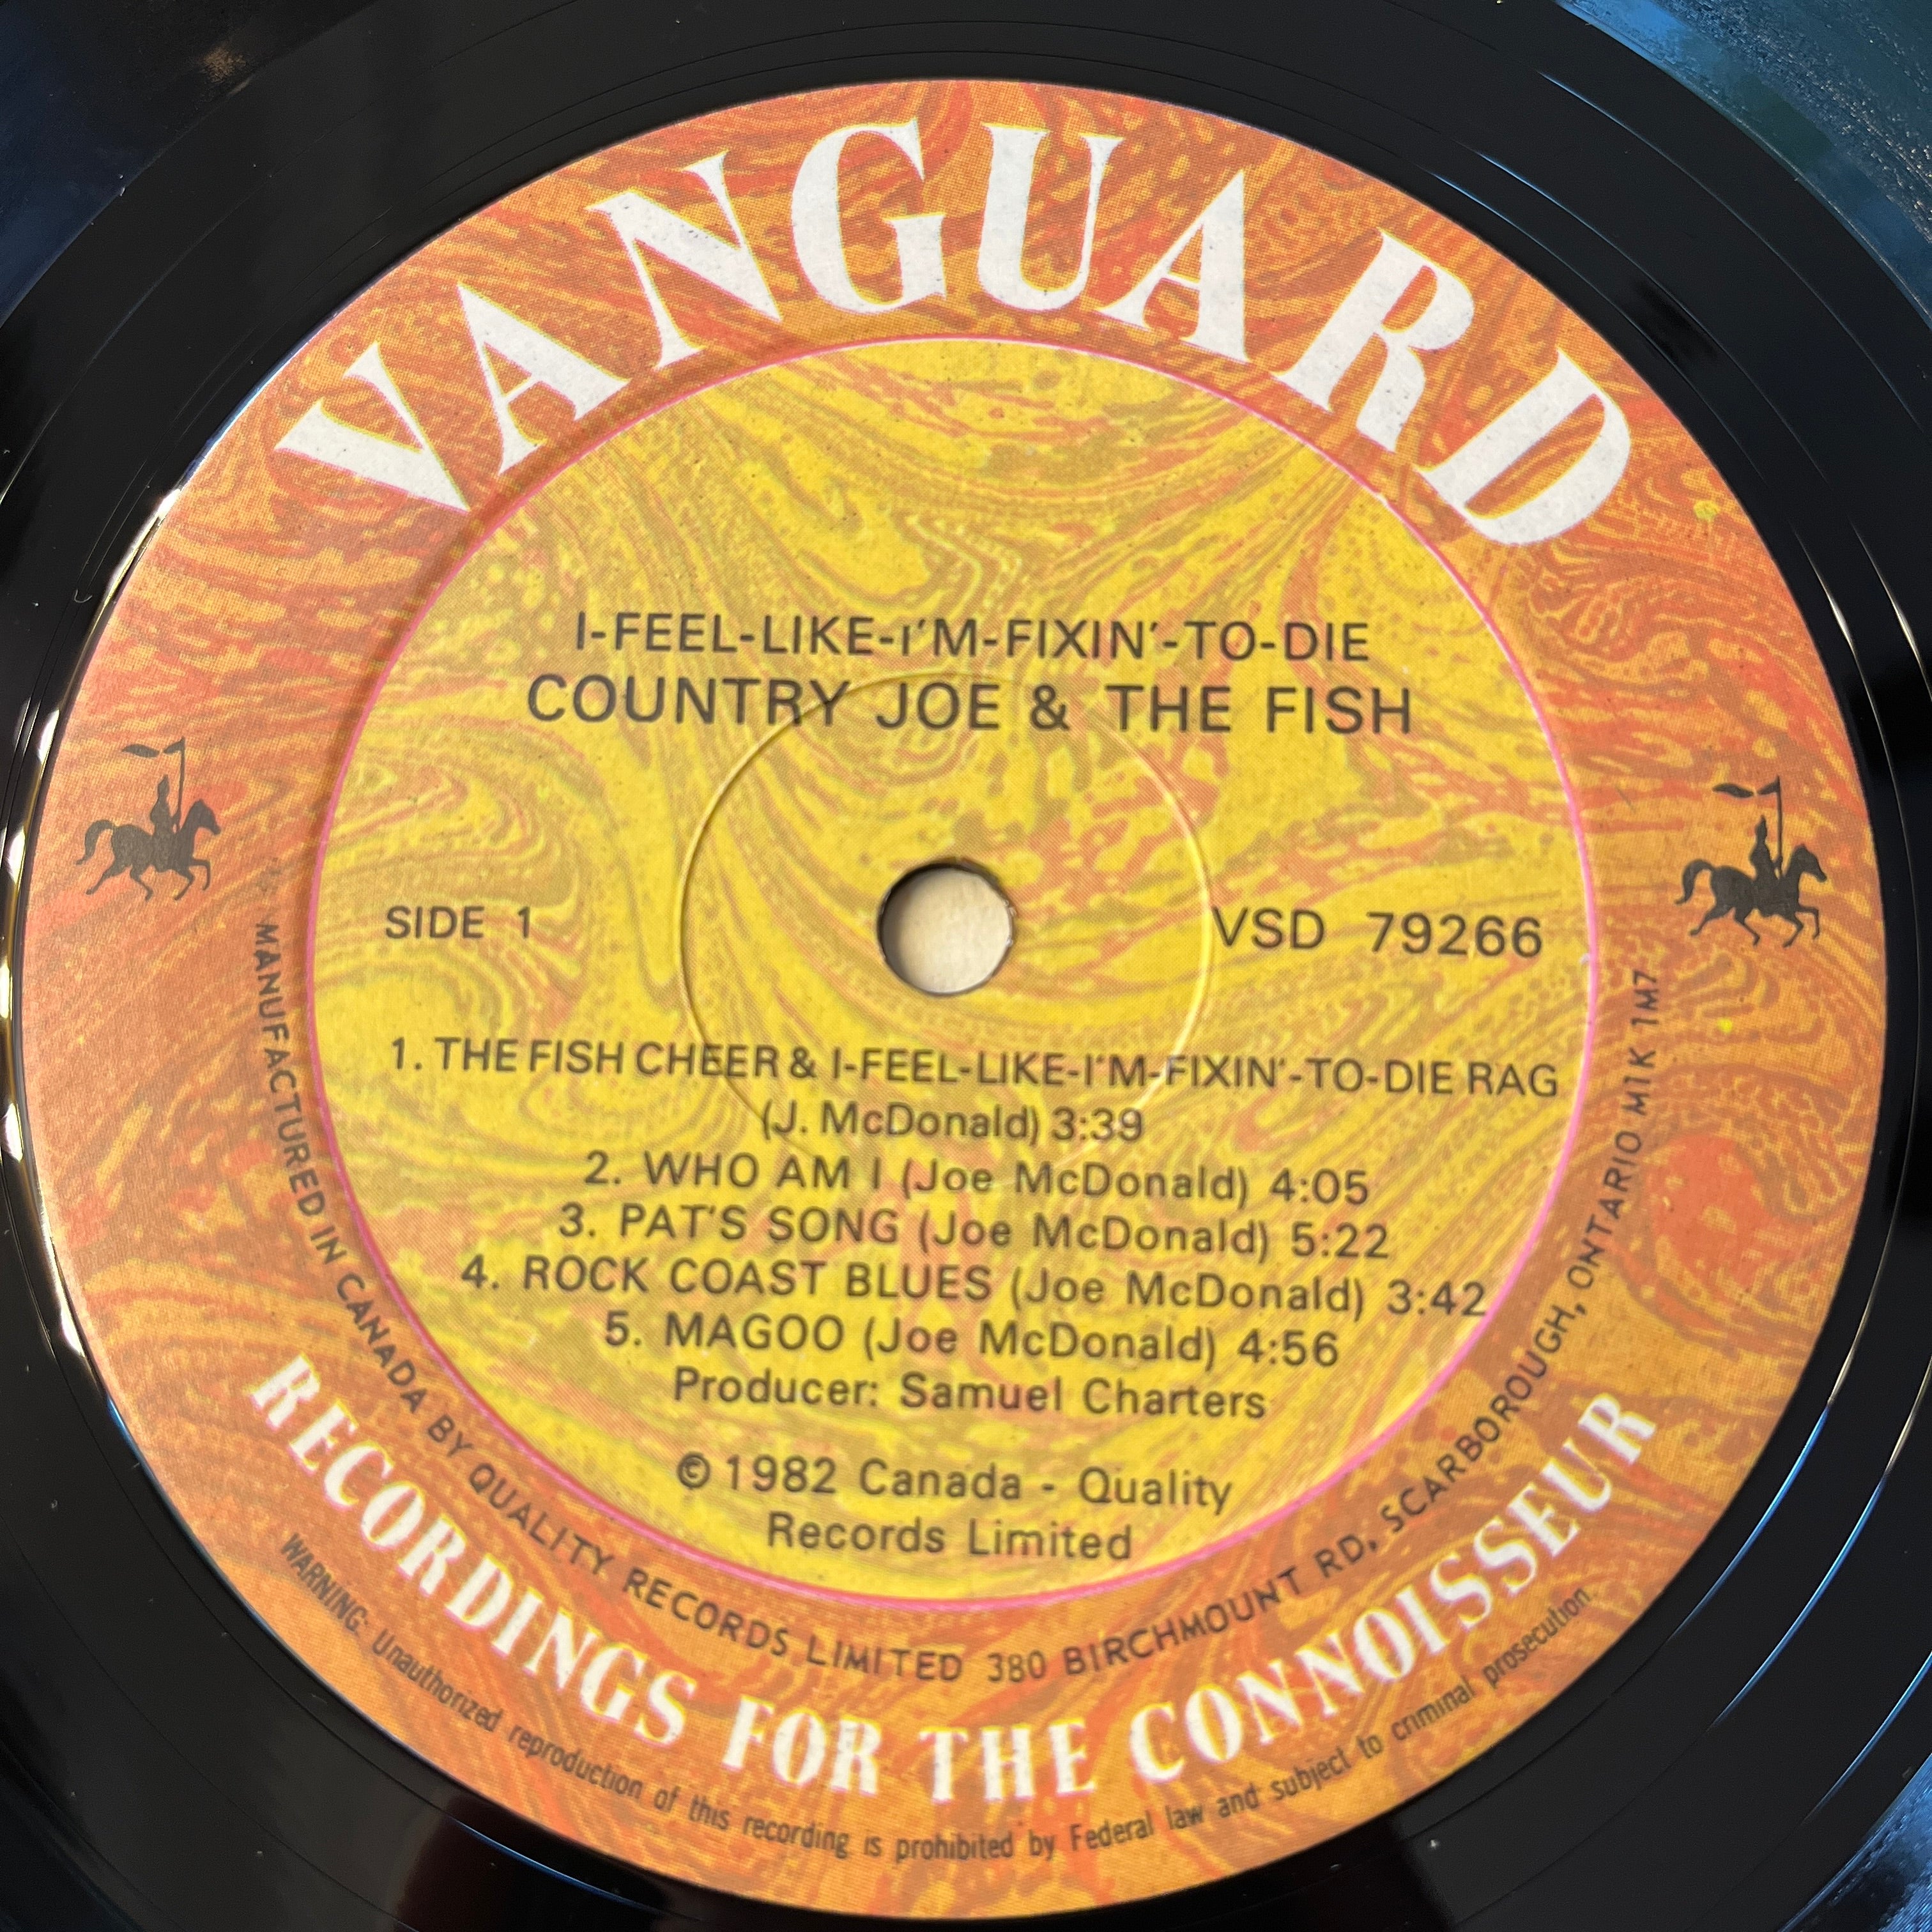 VANGUARD
I-FEEL-LIKE-I'M-FIXIN'-TO-DIE
COUNTRY JOE & THE FISH
SIDE 1
VSD 79266
1. THE FISH CHEER & I-FEEL-LIKE-I'M-FIXIN'-TO-DIE RAG
(J. McDonald) 3:39
2. WHO AM I (Joe McDonald) 4:05
3. PAT'S SONG (Joe McDonald) 5:22
4. ROCK COAST BLUES (Joe McDonald) 3:42
5. MAGOO (Joe McDonald) 4:56
Producer: Samuel Charters
©1982 Canada - Quality
Records Limited
MANUFACTURED IN CANADA BY QUALITY RECORDS LIMITED 380 BIRCHMOUNT RD, SCARBOROUGH, ONTARIO M1K 1M7
RECORDINGS FOR THE CONNOISSEUR
WARNING: Unauthorized reproduction of this recording is prohibited by Federal law and subject to criminal prosecution